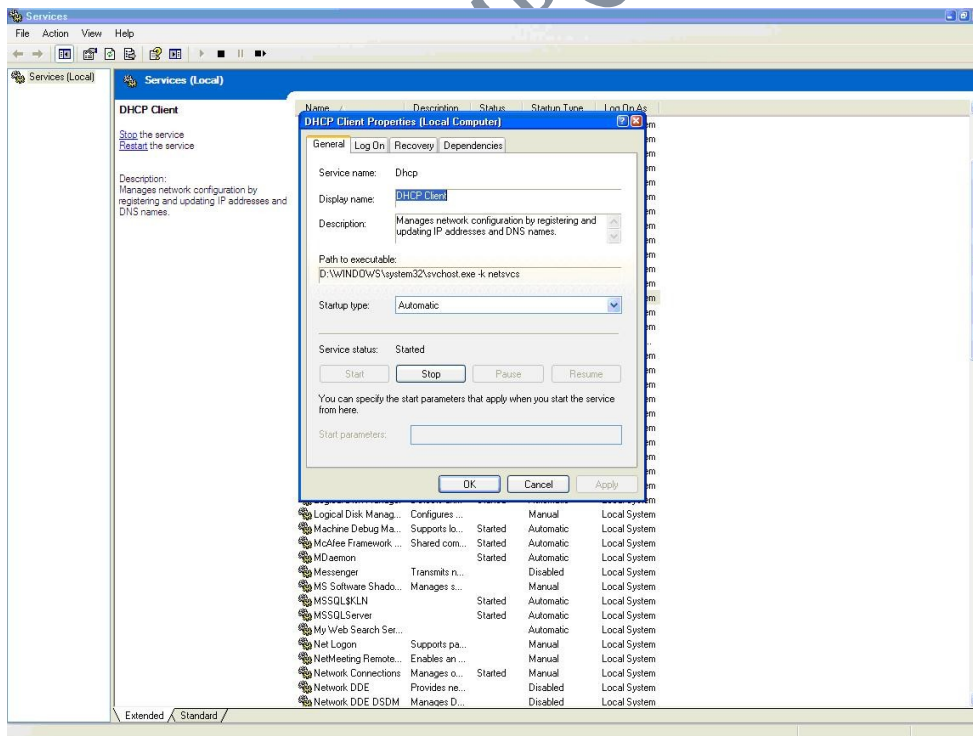 Services
File Action View Help
Services (Local)
Services (Local)
DHCP Client
Stop the service
Restart the service
Description:
Manages network configuration by
registering and updating IP addresses and
DNS names.
Name Description Status Startup Type Log On As
DHCP Client Properties (Local Computer)
General Log On Recovery Dependencies
Service name: Dhcp
Display name: DHCP Client
Description: Manages network configuration by registering and
updating IP addresses and DNS names.
Path to executable:
D:\WINDOWS\system32\svchost.exe -k netsvcs
Startup type: Automatic
Service status: Started
Start Stop Pause Resume
You can specify the start parameters that apply when you start the service
from here.
Start parameters:
OK Cancel Apply
Logical Disk Manag... Configures ... Manual Local System
Machine Debug Ma... Supports lo... Started Automatic Local System
McAfee Framework ... Shared com... Started Automatic Local System
MDaemon Started Automatic Local System
Messenger Transmits n... Disabled Local System
MS Software Shado... Manages s... Manual Local System
MSSQL$KLN Started Automatic Local System
MSSQLServer Started Automatic Local System
My Web Search Ser... Automatic Local System
Net Logon Supports pa... Manual Local System
NetMeeting Remote... Enables an ... Manual Local System
Network Connections Manages o... Started Manual Local System
Network DDE Provides ne... Disabled Local System
Network DDE DSDM Manages D... Disabled Local System
Extended Standard